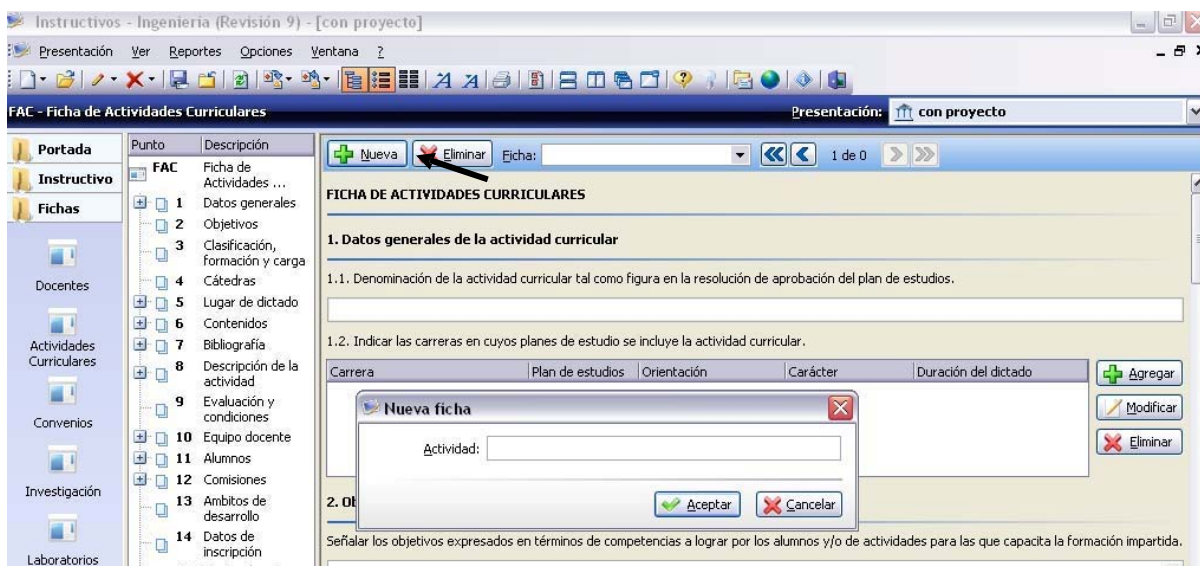 Instructivos - Ingeniería (Revisión 9) - [con proyecto]
Presentación Ver Reportes Opciones Ventana ?
FAC - Ficha de Actividades Curriculares
Presentación: con proyecto
Portada
Instructivo
Fichas
Docentes
Actividades
Curriculares
Convenios
Investigación
Laboratorios
Punto Descripción
FAC Ficha de
Actividades ...
1 Datos generales
2 Objetivos
3 Clasificación,
formación y carga
4 Cátedras
5 Lugar de dictado
6 Contenidos
7 Bibliografía
8 Descripción de la
actividad
9 Evaluación y
condiciones
10 Equipo docente
11 Alumnos
12 Comisiones
13 Ambitos de
desarrollo
14 Datos de
inscripción
Nueva Eliminar Ficha: 1 de 0
FICHA DE ACTIVIDADES CURRICULARES
1. Datos generales de la actividad curricular
1.1. Denominación de la actividad curricular tal como figura en la resolución de aprobación del plan de estudios.
1.2. Indicar las carreras en cuyos planes de estudio se incluye la actividad curricular.
Carrera Plan de estudios Orientación Carácter Duración del dictado
Agregar
Modificar
Eliminar
Nueva ficha
Actividad:
Aceptar Cancelar
2. Ob
Señalar los objetivos expresados en términos de competencias a lograr por los alumnos y/o de actividades para las que capacita la formación impartida.